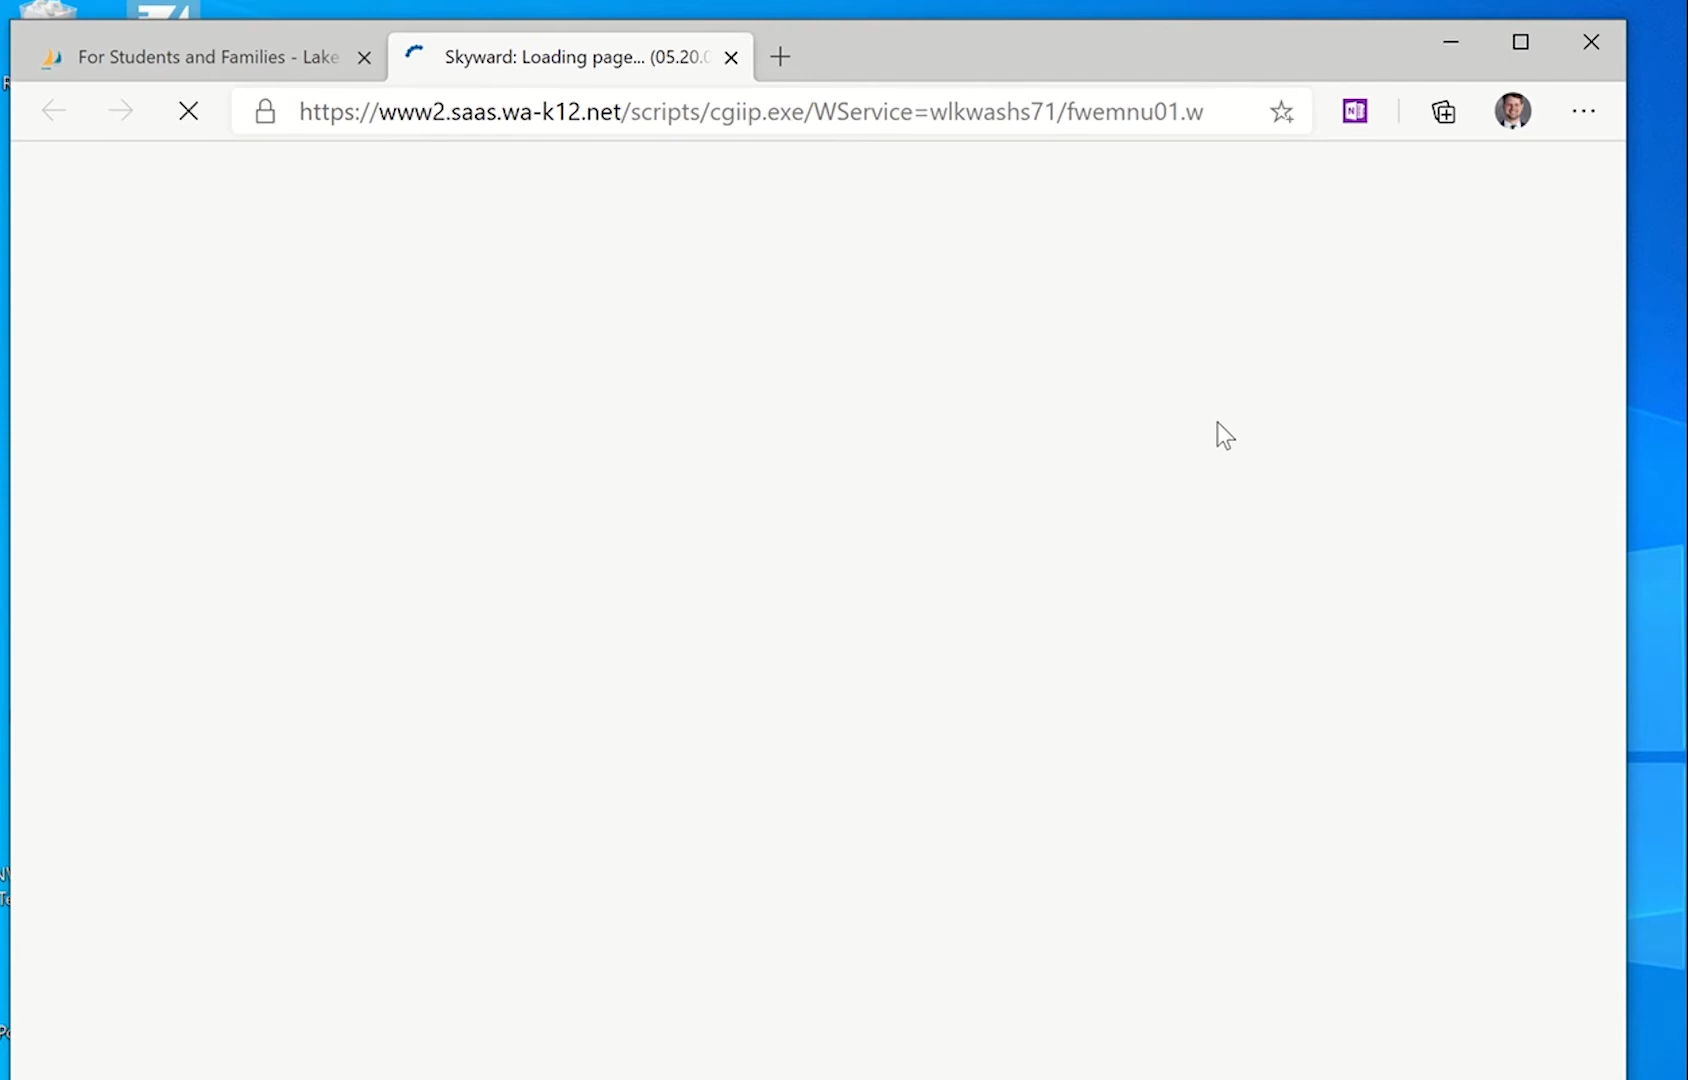 For Students and Families - Lake
Skyward: Loading page... (05.20.0
https://www2.saas.wa-k12.net/scripts/cgiip.exe/WService=wlkwashs71/fwemnu01.w
N